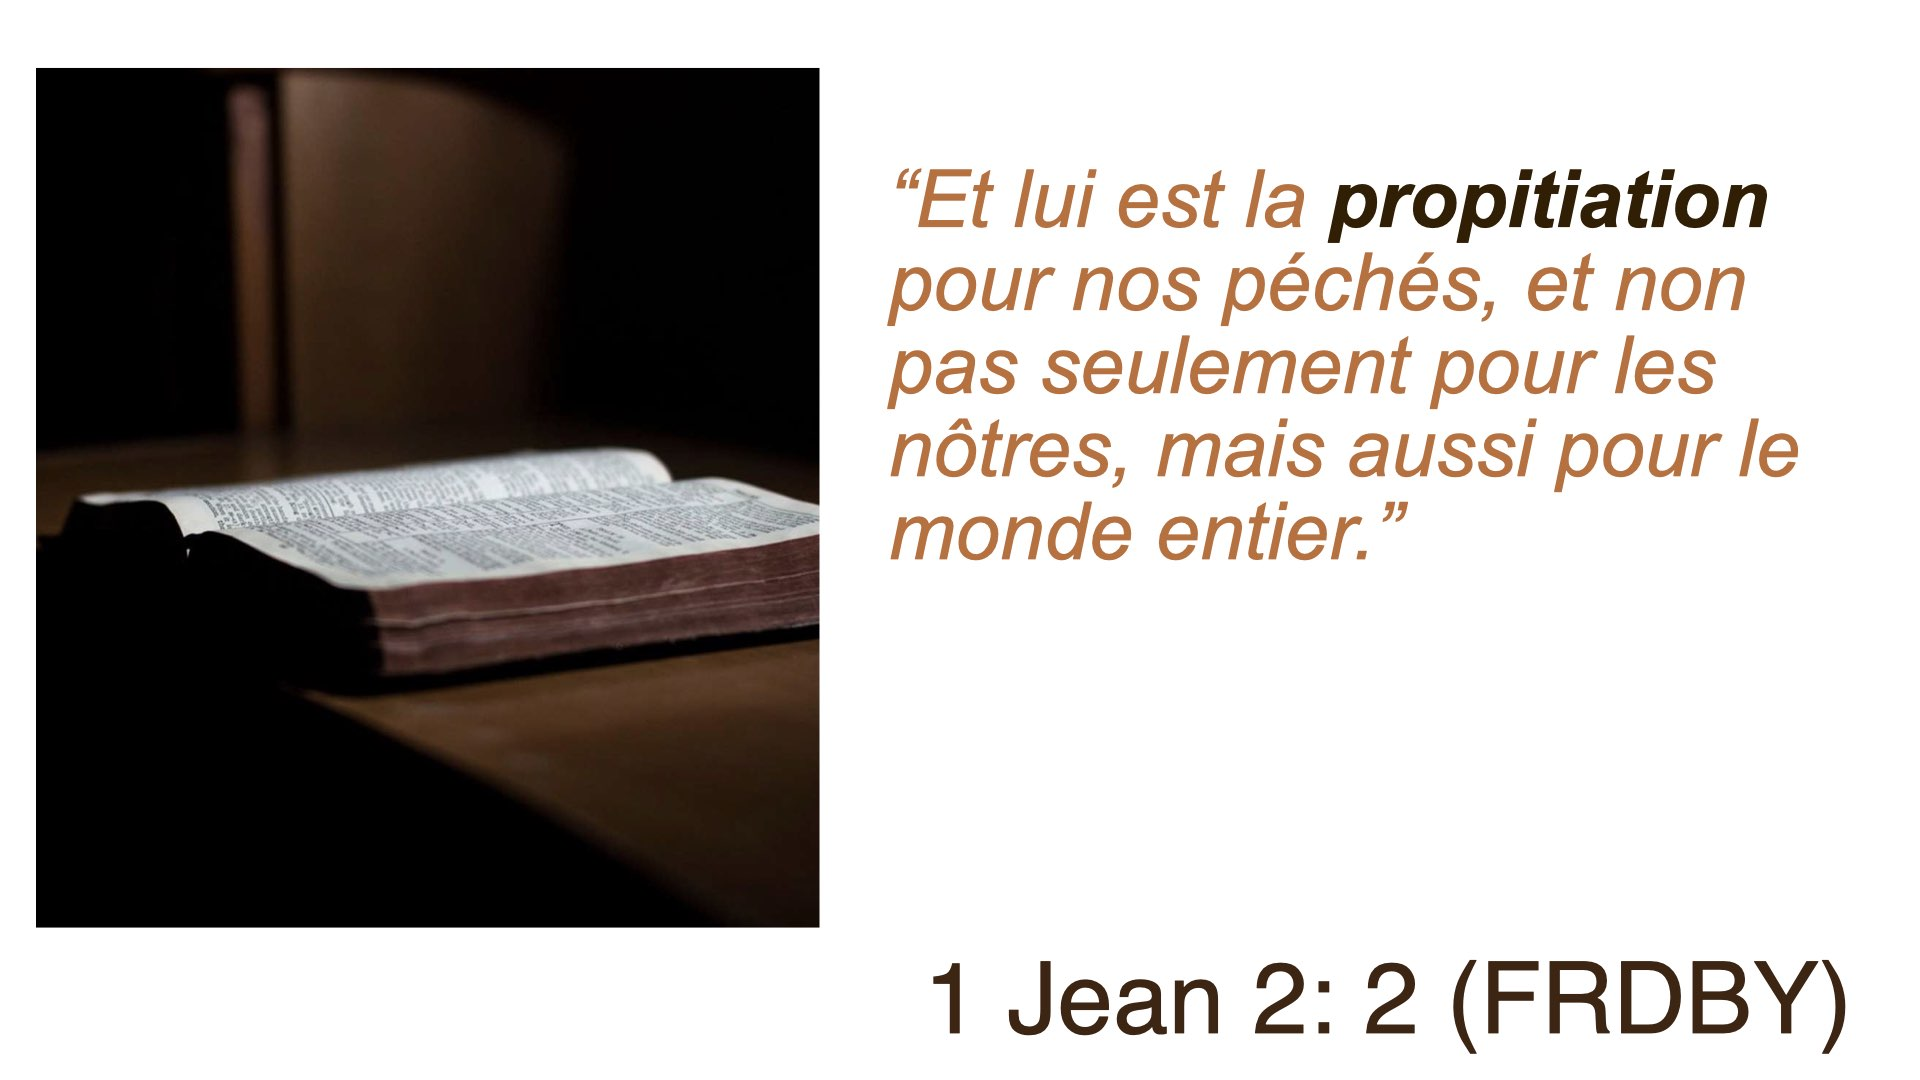 “Et lui est la propitiation
pour nos péchés, et non
pas seulement pour les
nôtres, mais aussi pour le
monde entier.”
1 Jean 2: 2 (FRDBY)